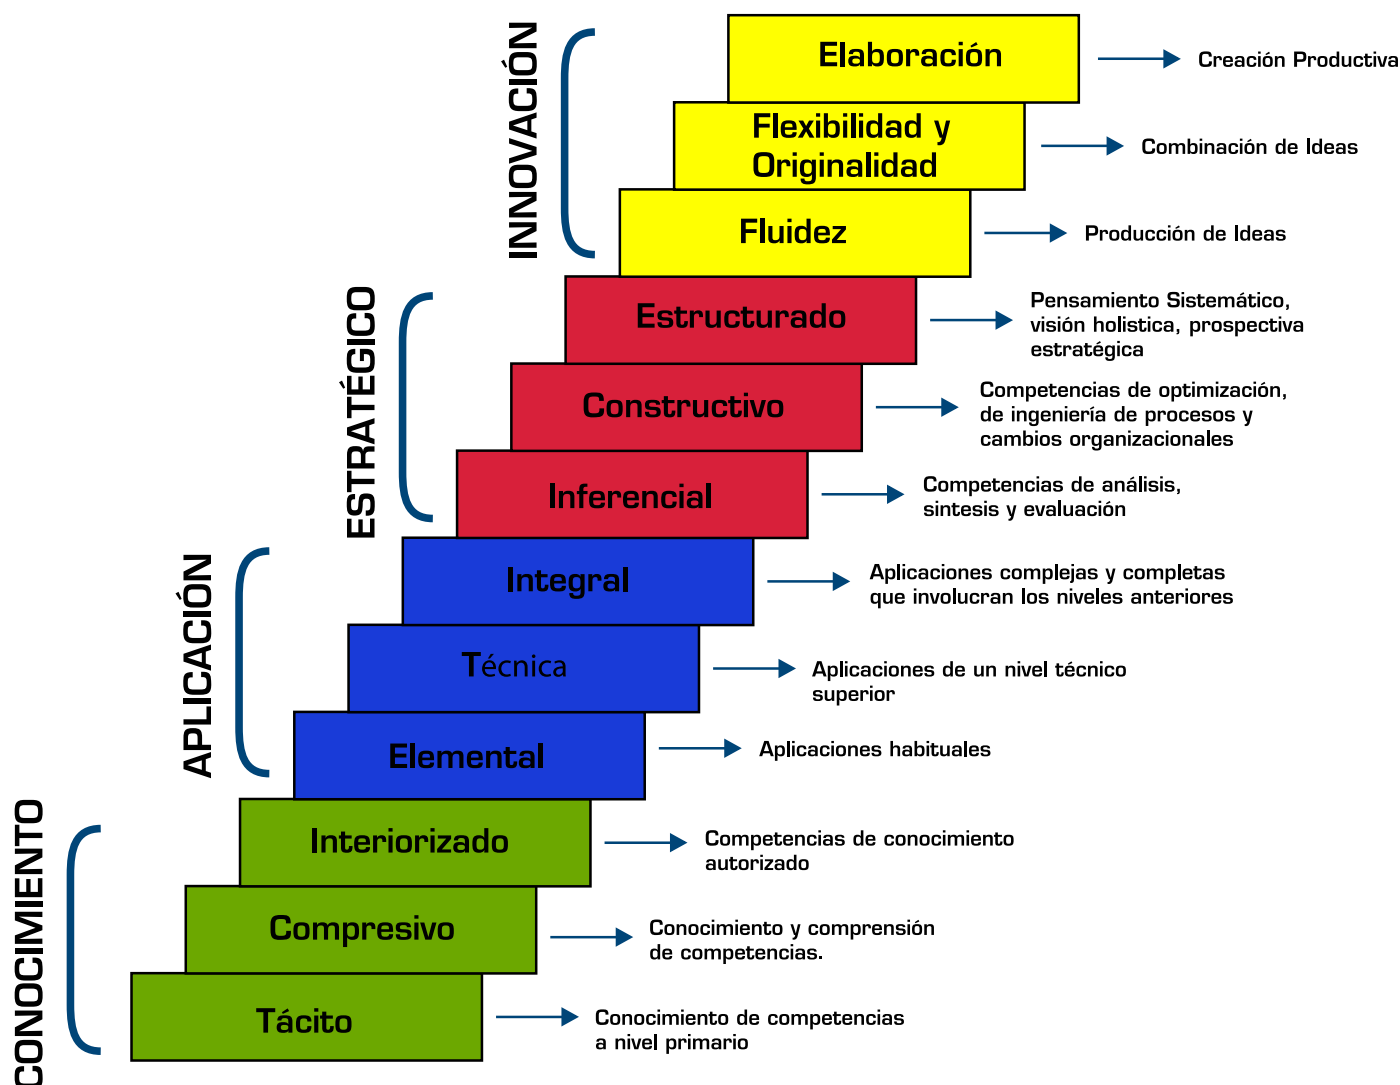 INNOVACIÓN
Elaboración
Creación Productiva
Flexibilidad y
Originalidad
Combinación de Ideas
Fluidez
Producción de Ideas
ESTRATÉGICO
Estructurado
Pensamiento Sistemático,
visión holistica, prospectiva
estratégica
Constructivo
Competencias de optimización,
de ingeniería de procesos y
cambios organizacionales
Inferencial
Competencias de análisis,
sintesis y evaluación
APLICACIÓN
Integral
Aplicaciones complejas y completas
que involucran los niveles anteriores
Técnica
Aplicaciones de un nivel técnico
superior
Elemental
Aplicaciones habituales
CONOCIMIENTO
Interiorizado
Competencias de conocimiento
autorizado
Compresivo
Conocimiento y comprensión
de competencias.
Tácito
Conocimiento de competencias
a nivel primario